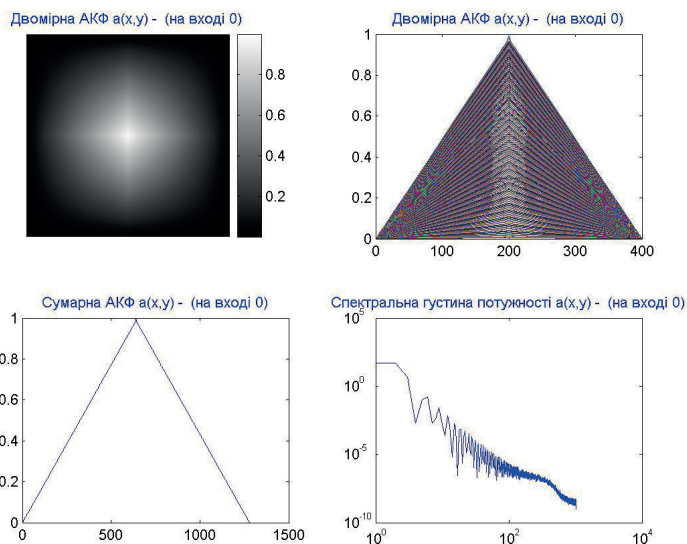 Двомірна АКФ a(x,y) - (на вході 0)
0.8
0.6
0.4
0.2
Двомірна АКФ a(x,y) - (на вході 0)
1
0.8
0.6
0.4
0.2
0
0 100 200 300 400
Сумарна АКФ a(x,y) - (на вході 0)
1
0.8
0.6
0.4
0.2
0
0 500 1000 1500
Спектральна густина потужності a(x,y) - (на вході 0)
10^5
10^0
10^-5
10^-10
10^0 10^2 10^4